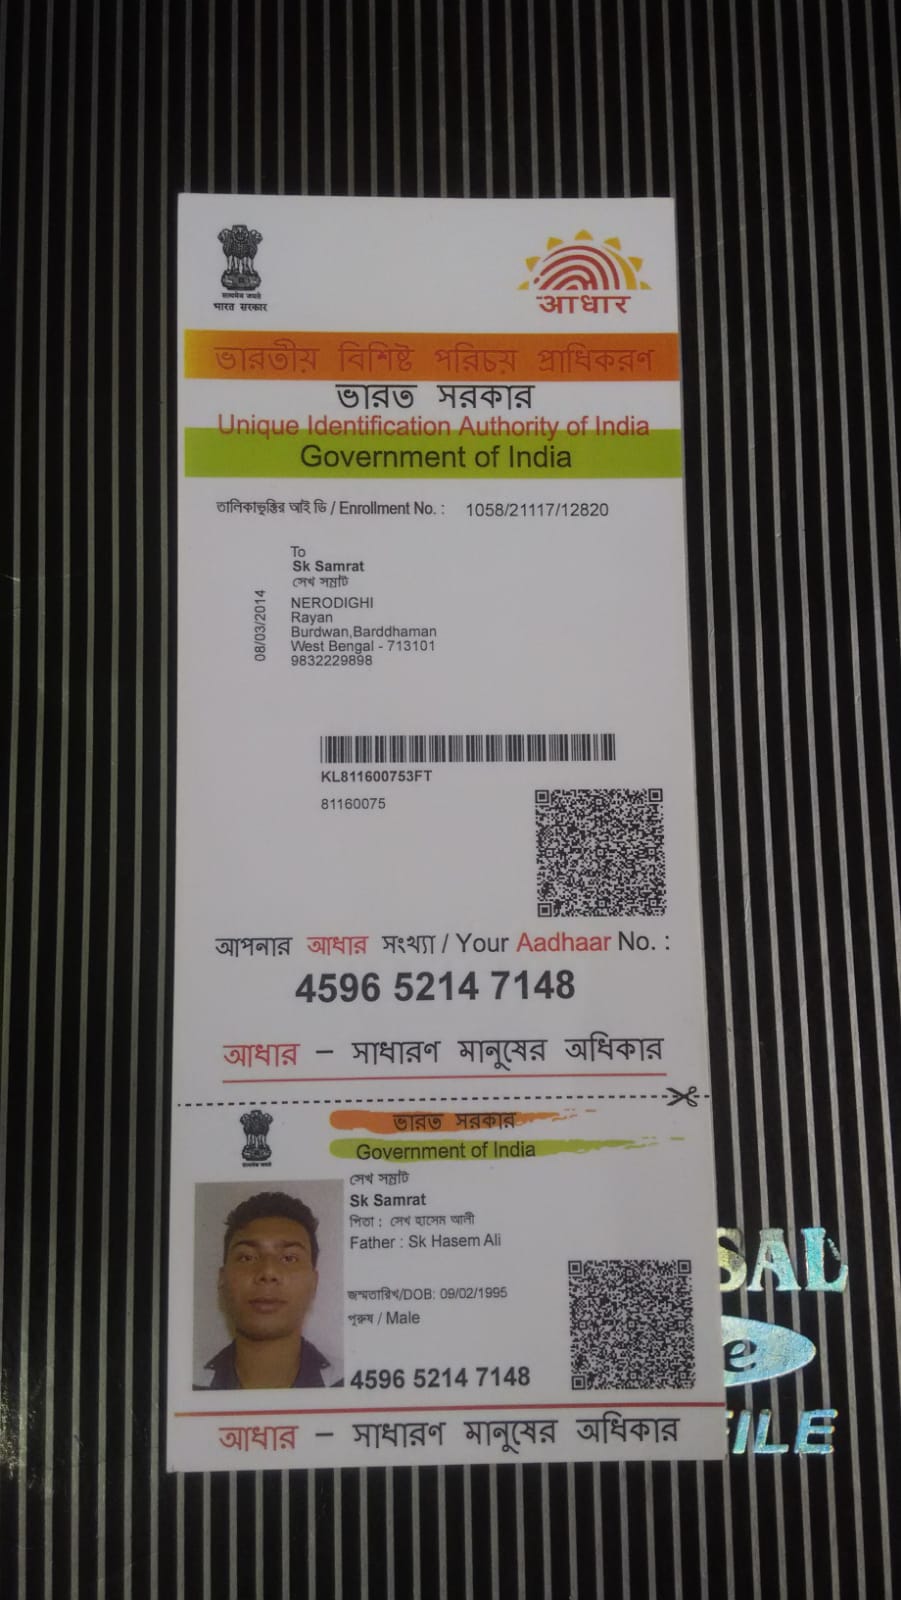 सत्यमेव जयते
भारत सरकार
आधार
ভারতীয় বিশিষ্ট পরিচয় প্রাধিকরণ
ভারত সরকার
Unique Identification Authority of India
Government of India
তালিকাভুক্তির আই ডি / Enrollment No. : 1058/21117/12820
To
Sk Samrat
সেখ সম্রাট
NERODIGHI
Rayan
Burdwan,Barddhaman
West Bengal - 713101
9832229898
08/03/2014
KL811600753FT
81160075
আপনার আধার সংখ্যা / Your Aadhaar No. :
4596 5214 7148
আধার – সাধারণ মানুষের অধিকার
ভারত সরকার
Government of India
সেখ সম্রাট
Sk Samrat
পিতা : সেখ হাসেম আলী
Father : Sk Hasem Ali
জন্মতারিখ/DOB: 09/02/1995
পুরুষ / Male
4596 5214 7148
আধার – সাধারণ মানুষের অধিকার